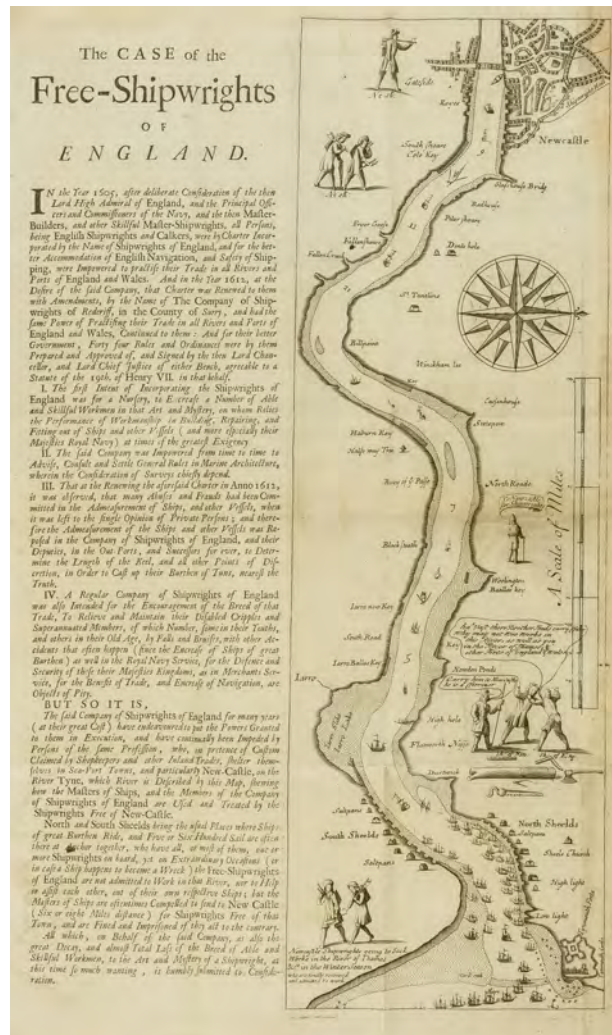 The CASE of the
Free-Shipwrights
OF
ENGLAND.
IN the Year 1605, after deliberate Consideration of the then
Lord High Admiral of England, and the Principal Offi-
cers and Commissioners of the Navy, and the then Master-
Builders, and other Skilful Master-Shipwrights, all Persons,
being English Shipwrights and Calkers, were by Charter Incor-
porated by the Name of Shipwrights of England, and for the bet-
ter Accommodation of English Navigation, and Safety of Ship-
ping, were Impowered to practise their Trade in all Rivers and
Ports of England and Wales. And in the Year 1612, at the
Desire of the said Company, that Charter was Renewed to them
with Amendments, by the Name of The Company of Ship-
wrights of Rederiff, in the County of Surry, and had the
same Power of Practising their Trade in all Rivers and Ports of
England and Wales, Continued to them: And for their better
Government, Forty four Rules and Ordinances were by them
Prepared and Approved of, and Signed by the then Lord Chan-
cellor, and Lord Chief Justice of either Bench, agreeable to a
Statute of the 19th. of Henry VII. in that behalf.
I. The first Intent of Incorporating the Shipwrights of
England was for a Nursery, to Encrease a Number of Able
and Skilful Workmen in that Art and Mystery, on whom Relies
the Performance of Workmanship in Building, Repairing, and
Fitting out of Ships and other Vessels (and more especially their
Majesties Royal Navy) at times of the greatest Exigency
II. The said Company was Impowered from time to time to
Advise, Consult and Settle General Rules in Marine Architecture,
wherein the Consideration of Surveys chiefly depend.
III. That at the Renewing the aforesaid Charter in Anno 1612,
it was observed, that many Abuses and Frauds had been Com-
mitted in the Admeasurement of Ships, and other Vessels, when
it was left to the single Opinion of Private Persons; and there-
fore the Admeasurement of the Ships and other Vessels was Re-
posed in the Company of Shipwrights of England, and their
Deputies, in the Out Ports, and Successors for ever, to Deter-
mine the Length of the Keel, and all other Points of Dis-
cretion, in Order to Cast up their Burthen of Tuns, nearest the
Truth.
IV. A Regular Company of Shipwrights of England
was also Intended for the Encouragement of the Breed of that
Trade, To Relieve and Maintain their Disabled Cripples and
Superannuated Members, of which Number, some in their Youths,
and others in their Old Age, by Falls and Bruises, with other Ac-
cidents that often happen (since the Encrease of Ships of great
Burthen) as well in the Royal Navy Service, for the Defence and
Security of these their Majesties Kingdoms, as in Merchants Ser-
vice, for the Benefit of Trade, and Encrease of Navigation, are
Objects of Pity.
BUT SO IT IS,
The said Company of Shipwrights of England for many years
(at their great Cost) have endeavoured to put the Powers Granted
to them in Execution, and have continually been Impeded by
Persons of the same Profession, who, in pretence of Custom
Claimed by Shopkeepers and other Inland Trades, shelter them-
selves in Sea-Port Towns, and particularly New-Castle, on the
River Tyne, which River is Described by this Map, shewing
how the Masters of Ships, and the Members of the Company
of Shipwrights of England are Used and Treated by the
Shipwrights Free of New-Castle.
North and South Sheelds being the usual Places where Ships
of great Burthen Ride, and Five or Six Hundred Sail are often
there at Anchor together, who have all, or most of them, one or
more Shipwrights on board, yet on Extraordinary Occasions (or
in case a Ship happens to become a Wreck) the Free-Shipwrights
of England are not admitted to Work in that River, nor to Help
or assist each other, out of their own respective Ships; but the
Masters of Ships are oftentimes Compelled to send to New Castle
(Six or eight Miles distance) for Shipwrights Free of that
Town, and are Fined and Imprisoned if they act to the contrary.
All which, on Behalf of the said Company, as also the
great Decay, and almost Total Loss of the Breed of Able and
Skilful Workmen, to the Art and Mystery of a Shipwright, at
this time so much wanting, is humbly submitted to Conside-
ration.
Newcastle
South Shoare
Cole Key
Glasshouse Bridg
Redheugh
Dents hole
St. Tantlins
Billpoint
Windkam lee
Key
Halburn Key
North Roade
Black smith
South Road
A Scale of Miles
Larro
High hole
Saltpans
South Sheelds
North Sheelds
Saltpans
Sheels Church
Saltpans
High light
Low light
Newcastle Shipwrights going to Seek
Worke in the River of Thames